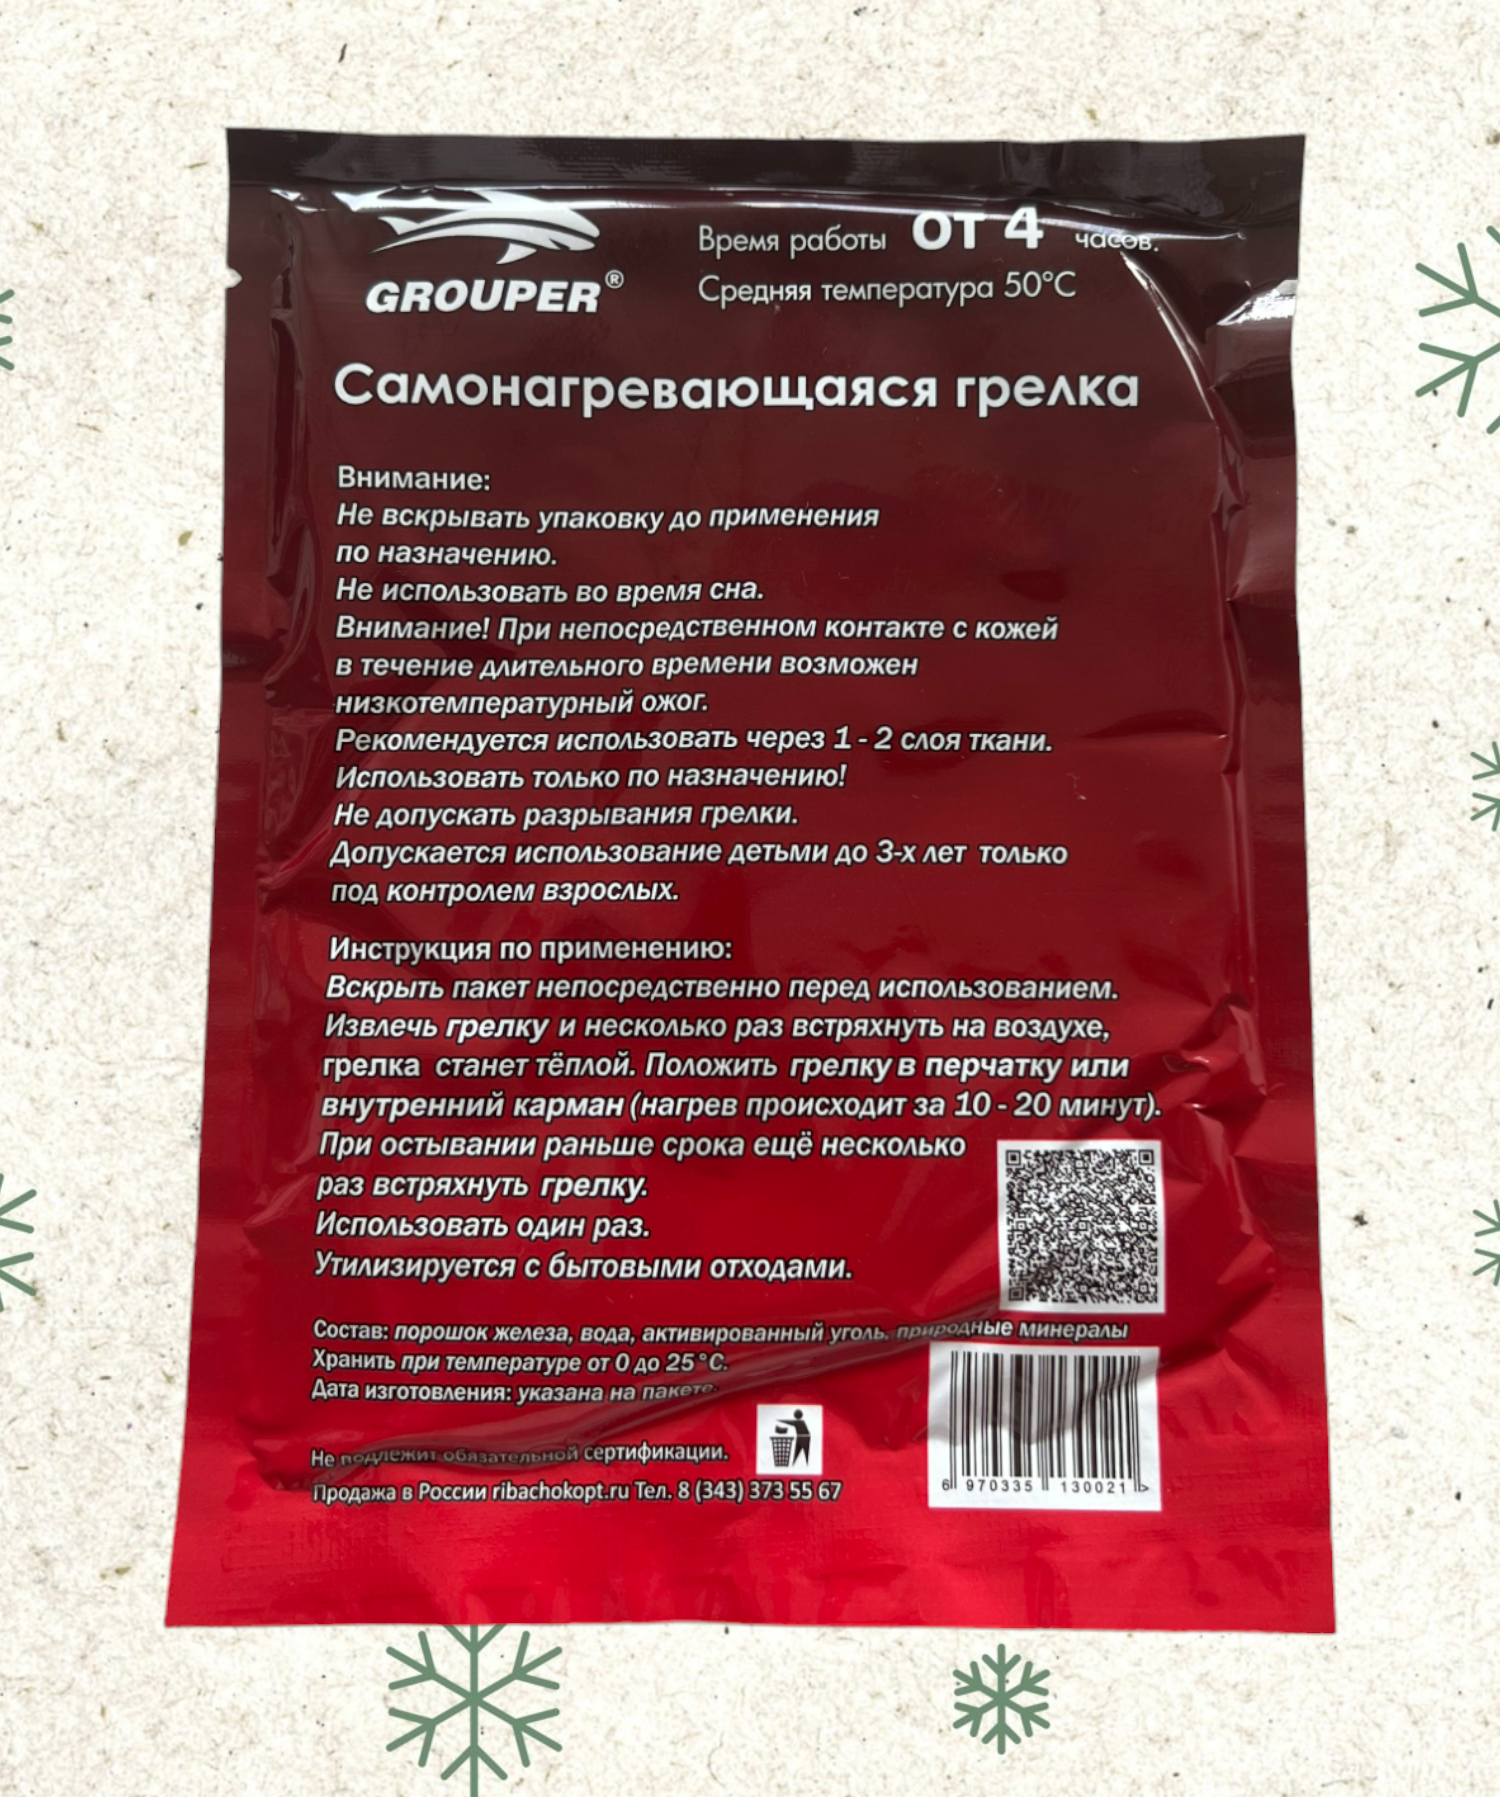 GROUPER®
Время работы от 4 часов.
Средняя температура 50°C
Самонагревающаяся грелка
Внимание:
Не вскрывать упаковку до применения
по назначению.
Не использовать во время сна.
Внимание! При непосредственном контакте с кожей
в течение длительного времени возможен
низкотемпературный ожог.
Рекомендуется использовать через 1 - 2 слоя ткани.
Использовать только по назначению!
Не допускать разрывания грелки.
Допускается использование детьми до 3-х лет только
под контролем взрослых.
Инструкция по применению:
Вскрыть пакет непосредственно перед использованием.
Извлечь грелку и несколько раз встряхнуть на воздухе,
грелка станет тёплой. Положить грелку в перчатку или
внутренний карман (нагрев происходит за 10 - 20 минут).
При остывании раньше срока ещё несколько
раз встряхнуть грелку.
Использовать один раз.
Утилизируется с бытовыми отходами.
Состав: порошок железа, вода, активированный уголь, природные минералы
Хранить при температуре от 0 до 25°С.
Дата изготовления: указана на пакете.
Не подлежит обязательной сертификации.
Продажа в России ribachokopt.ru Тел. 8 (343) 373 55 67
6 970335 130021 >